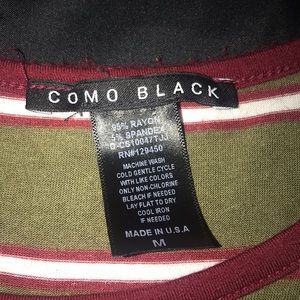 COMO BLACK
95% RAYON
5% SPANDEX
C-CS10047TJJ
RN#129450
MACHINE WASH
COLD GENTLE CYCLE
WITH LIKE COLORS
ONLY NON-CHLORINE
BLEACH IF NEEDED
LAY FLAT TO DRY
COOL IRON
IF NEEDED
MADE IN U.S.A
M